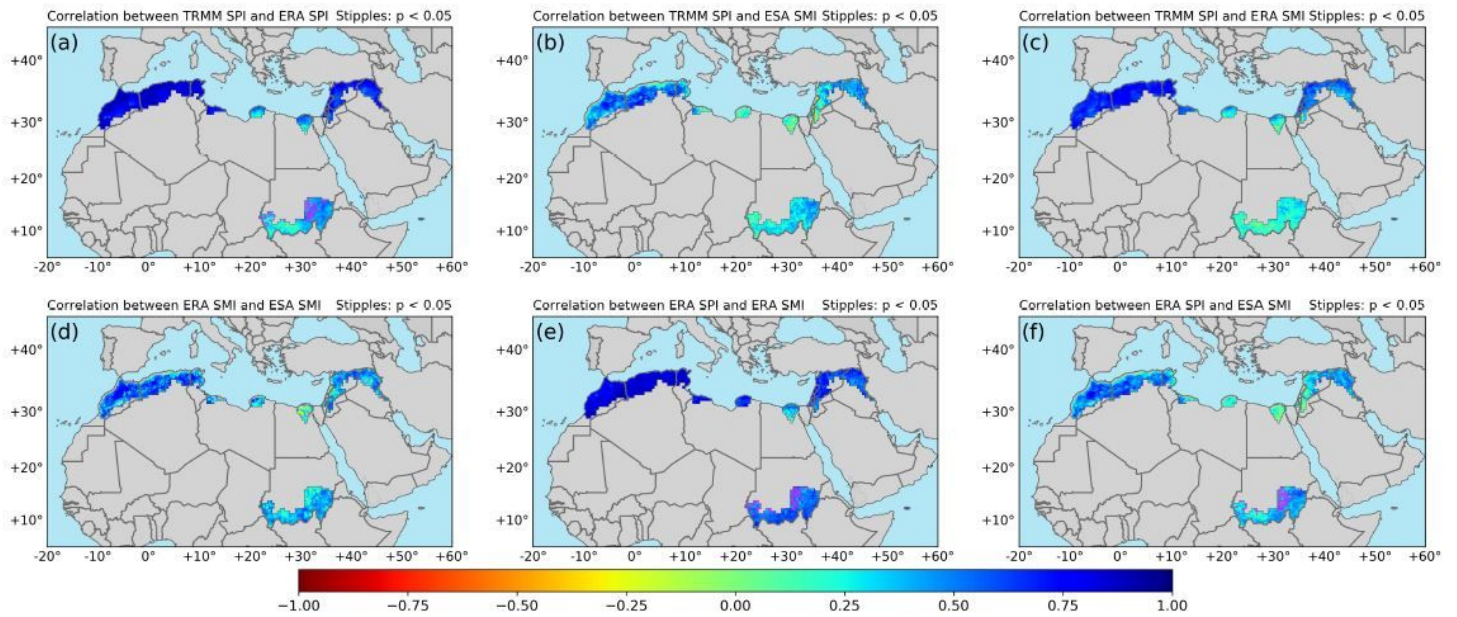 Correlation between TRMM SPI and ERA SPI Stipples: p < 0.05
Correlation between TRMM SPI and ESA SMI Stipples: p < 0.05
Correlation between TRMM SPI and ERA SMI Stipples: p < 0.05
(a)
(b)
(c)
+40° +40° +40°
+30° +30° +30°
+20° +20° +20°
+10° +10° +10°
-20° -10° 0° +10° +20° +30° +40° +50° +60°
-20° -10° 0° +10° +20° +30° +40° +50° +60°
-20° -10° 0° +10° +20° +30° +40° +50° +60°
Correlation between ERA SMI and ESA SMI Stipples: p < 0.05
Correlation between ERA SPI and ERA SMI Stipples: p < 0.05
Correlation between ERA SPI and ESA SMI Stipples: p < 0.05
(d)
(e)
(f)
+40° +40° +40°
+30° +30° +30°
+20° +20° +20°
+10° +10° +10°
-20° -10° 0° +10° +20° +30° +40° +50° +60°
-20° -10° 0° +10° +20° +30° +40° +50° +60°
-20° -10° 0° +10° +20° +30° +40° +50° +60°
−1.00 −0.75 −0.50 −0.25 0.00 0.25 0.50 0.75 1.00